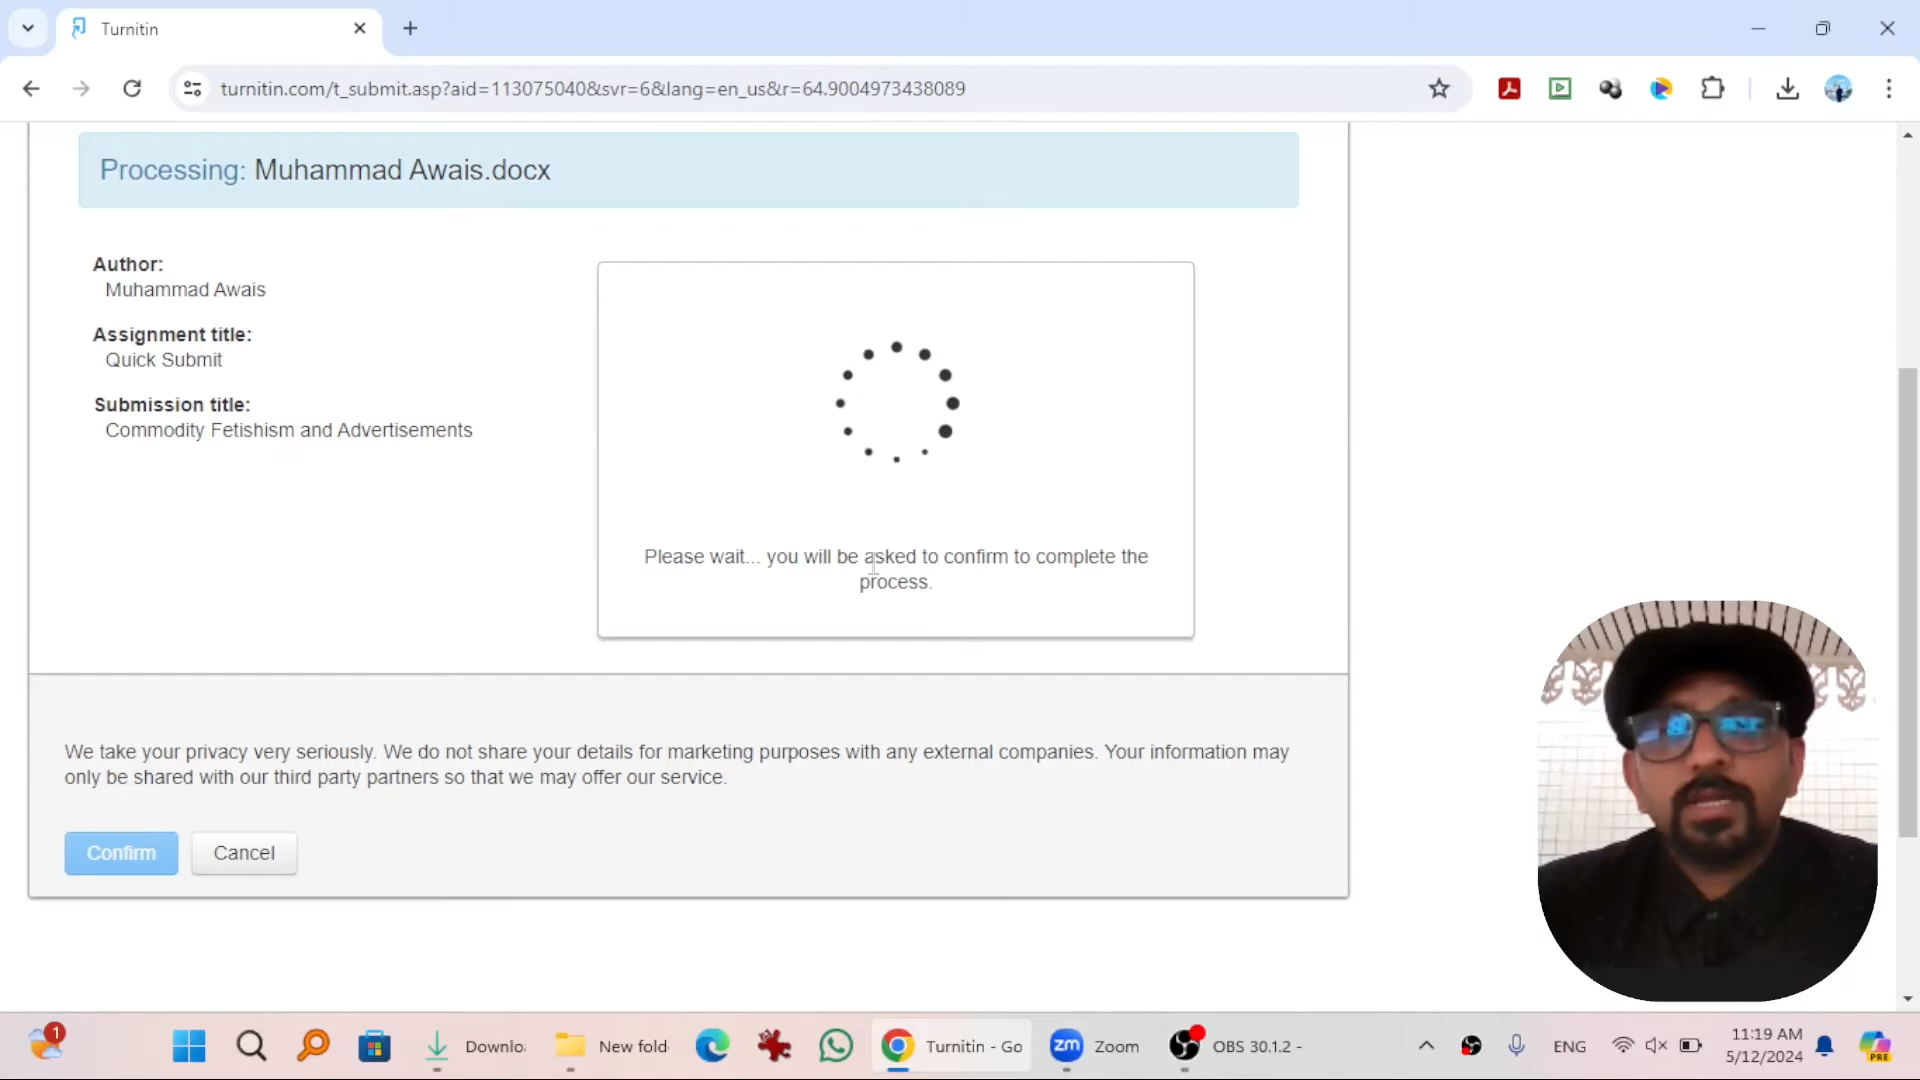 Turnitin
turnitin.com/t_submit.asp?aid=113075040&svr=6&lang=en_us&r=64.9004973438089
Processing: Muhammad Awais.docx
Author:
Muhammad Awais
Assignment title:
Quick Submit
Submission title:
Commodity Fetishism and Advertisements
Please wait... you will be asked to confirm to complete the
process.
We take your privacy very seriously. We do not share your details for marketing purposes with any external companies. Your information may
only be shared with our third party partners so that we may offer our service.
Confirm
Cancel
1
Downlo
New fold
Turnitin - Go
zm
Zoom
OBS 30.1.2 -
ENG
11:19 AM
5/12/2024
PRE